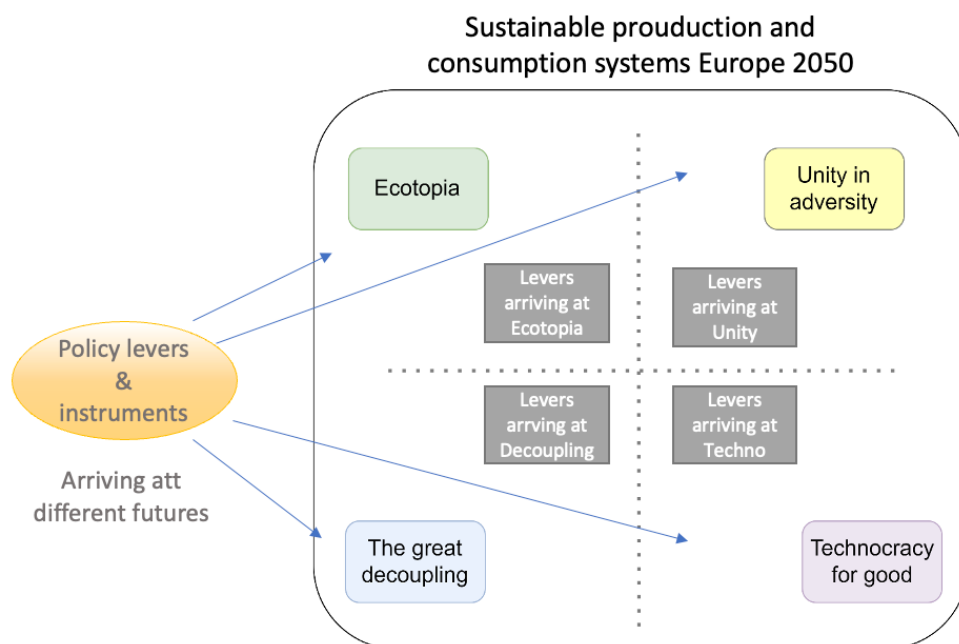 Sustainable prouduction and
consumption systems Europe 2050
Ecotopia
Unity in
adversity
Levers
arriving at
Ecotopia
Levers
arriving at
Unity
Policy levers
&
instruments
Levers
arrving at
Decoupling
Levers
arriving at
Techno
Arriving att
different futures
The great
decoupling
Technocracy
for good